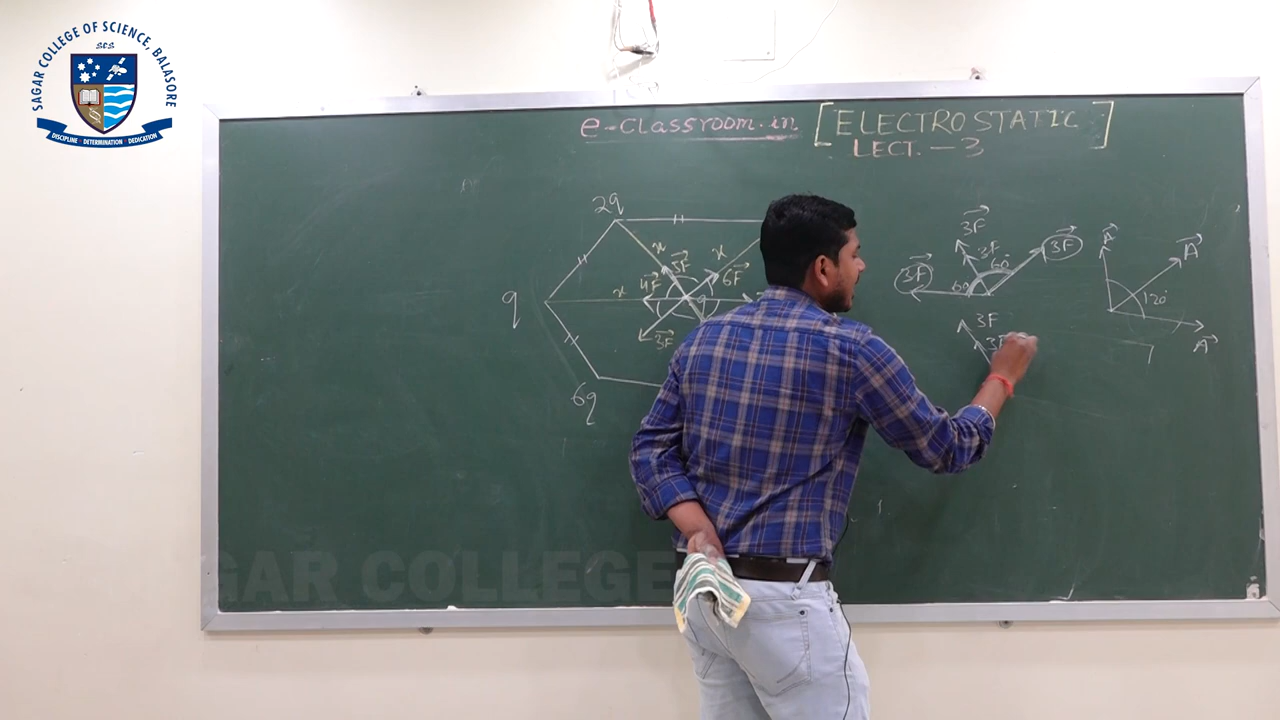 SAGAR COLLEGE OF SCIENCE, BALASORE
SCS
DISCIPLINE DETERMINATION DEDICATION
e-classroom.in
[ELECTROSTATIC]
LECT. - 3
2q
q
6q
x
x
x
5F
4F
6F
3F
q
3F
3F
3F
3F
60°
60°
3F
3F
A
A
A
120°
GAR COLLEGE